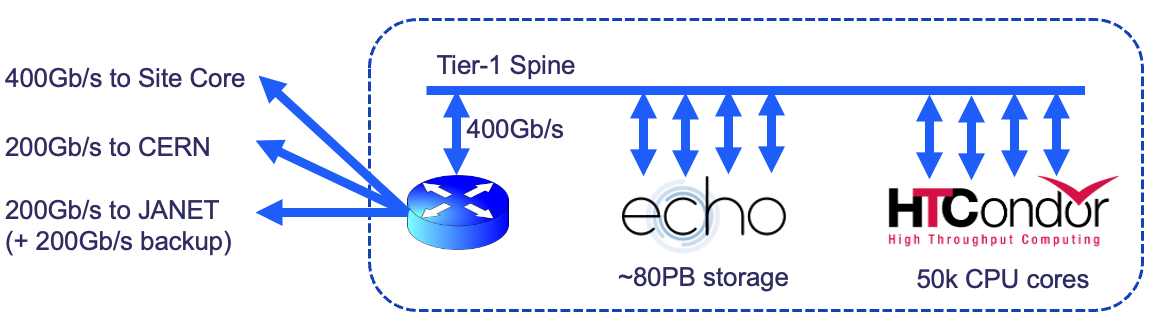 400Gb/s to Site Core
200Gb/s to CERN
200Gb/s to JANET
(+ 200Gb/s backup)
Tier-1 Spine
400Gb/s
echo
~80PB storage
HTCondor
High Throughput Computing
50k CPU cores